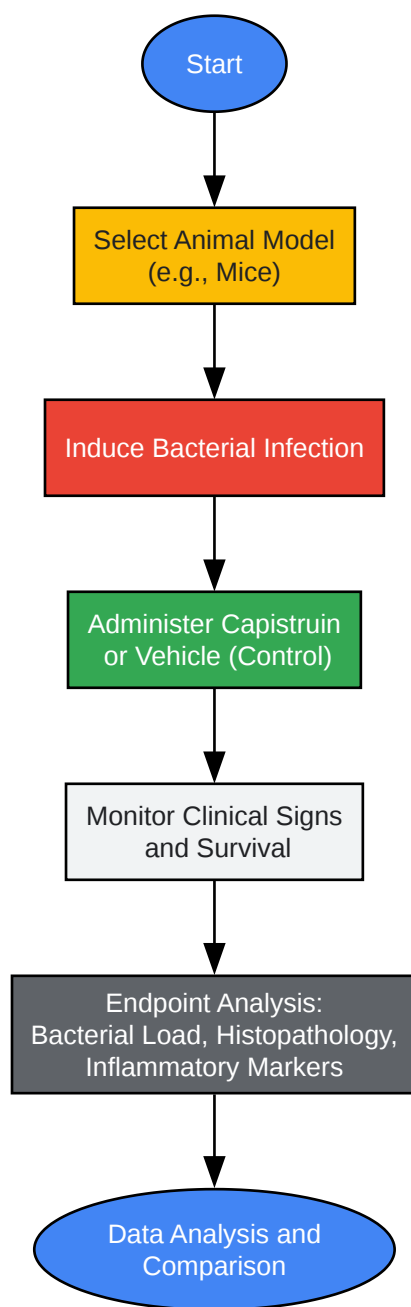 Start
Select Animal Model
(e.g., Mice)
Induce Bacterial Infection
Administer Capistruin
or Vehicle (Control)
Monitor Clinical Signs
and Survival
Endpoint Analysis:
Bacterial Load, Histopathology,
Inflammatory Markers
Data Analysis and
Comparison